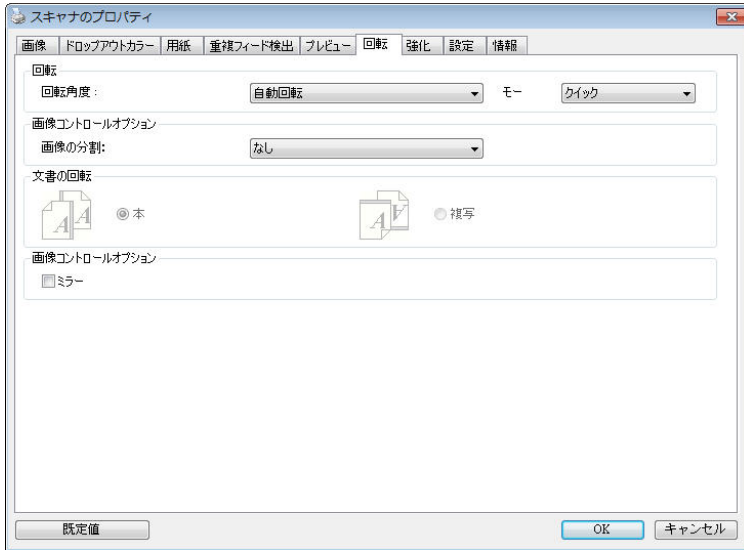 スキャナのプロパティ
画像 ドロップアウトカラー 用紙 重複フィード検出 プレビュー 回転 強化 設定 情報
回転
回転角度： 自動回転 モー クイック
画像コントロールオプション
画像の分割: なし
文書の回転
A A 本 A A 複写
画像コントロールオプション
ミラー
既定値 OK キャンセル